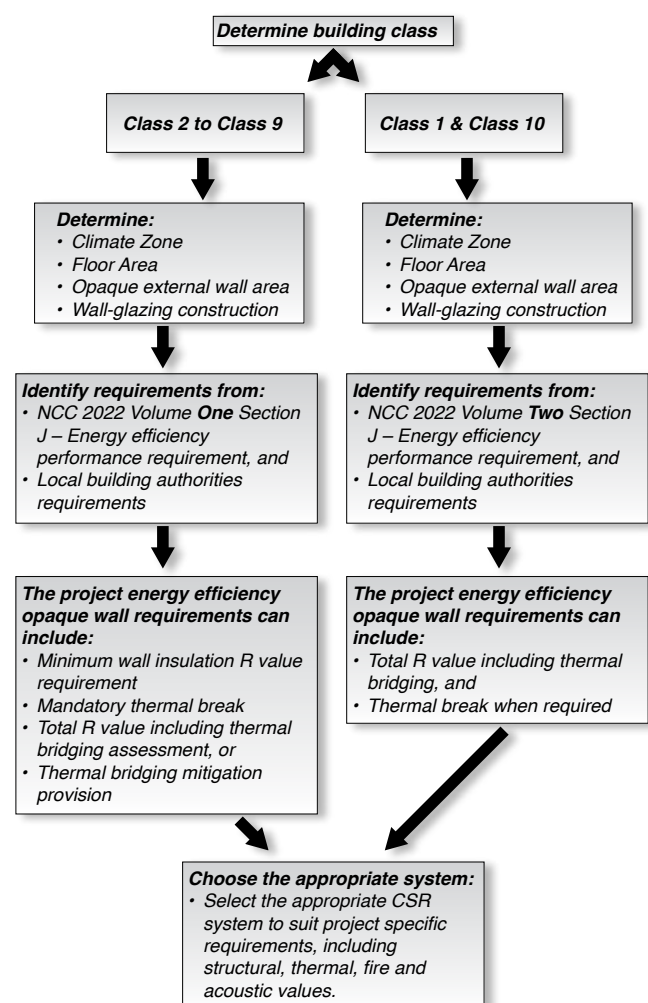 Determine building class
Class 2 to Class 9
Class 1 & Class 10
Determine:
• Climate Zone
• Floor Area
• Opaque external wall area
• Wall-glazing construction
Determine:
• Climate Zone
• Floor Area
• Opaque external wall area
• Wall-glazing construction
Identify requirements from:
• NCC 2022 Volume One Section
J – Energy efficiency
performance requirement, and
• Local building authorities
requirements
Identify requirements from:
• NCC 2022 Volume Two Section
J – Energy efficiency
performance requirement, and
• Local building authorities
requirements
The project energy efficiency
opaque wall requirements can
include:
• Minimum wall insulation R value
requirement
• Mandatory thermal break
• Total R value including thermal
bridging assessment, or
• Thermal bridging mitigation
provision
The project energy efficiency
opaque wall requirements can
include:
• Total R value including thermal
bridging, and
• Thermal break when required
Choose the appropriate system:
• Select the appropriate CSR
system to suit project specific
requirements, including
structural, thermal, fire and
acoustic values.